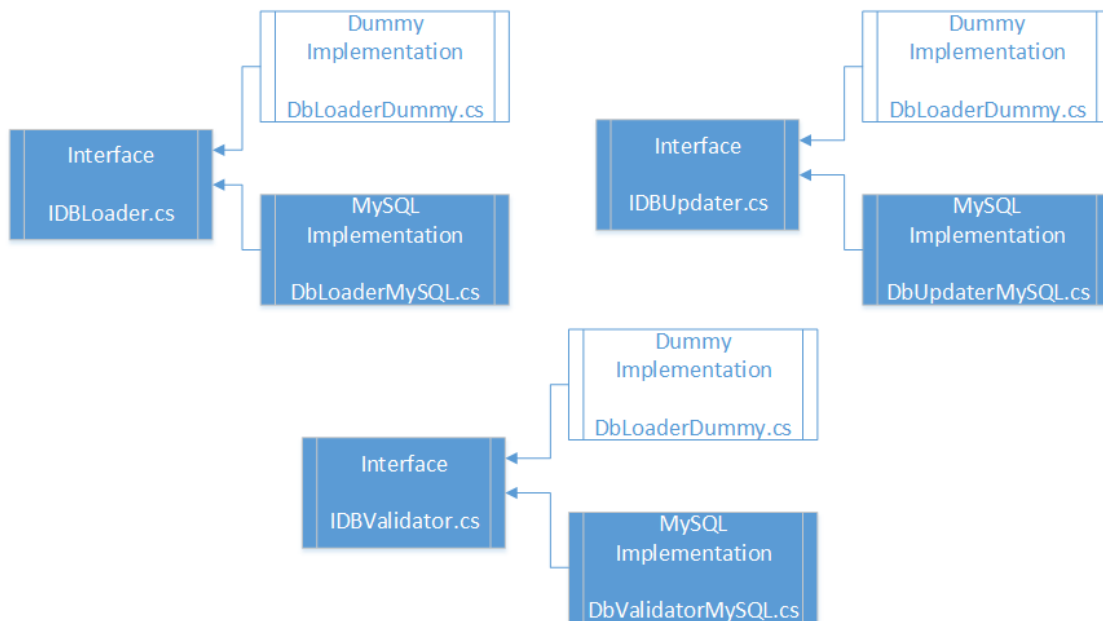 Dummy
Implementation
DbLoaderDummy.cs
Interface
IDBLoader.cs
MySQL
Implementation
DbLoaderMySQL.cs
Dummy
Implementation
DbLoaderDummy.cs
Interface
IDBUpdater.cs
MySQL
Implementation
DbUpdaterMySQL.cs
Dummy
Implementation
DbLoaderDummy.cs
Interface
IDBValidator.cs
MySQL
Implementation
DbValidatorMySQL.cs